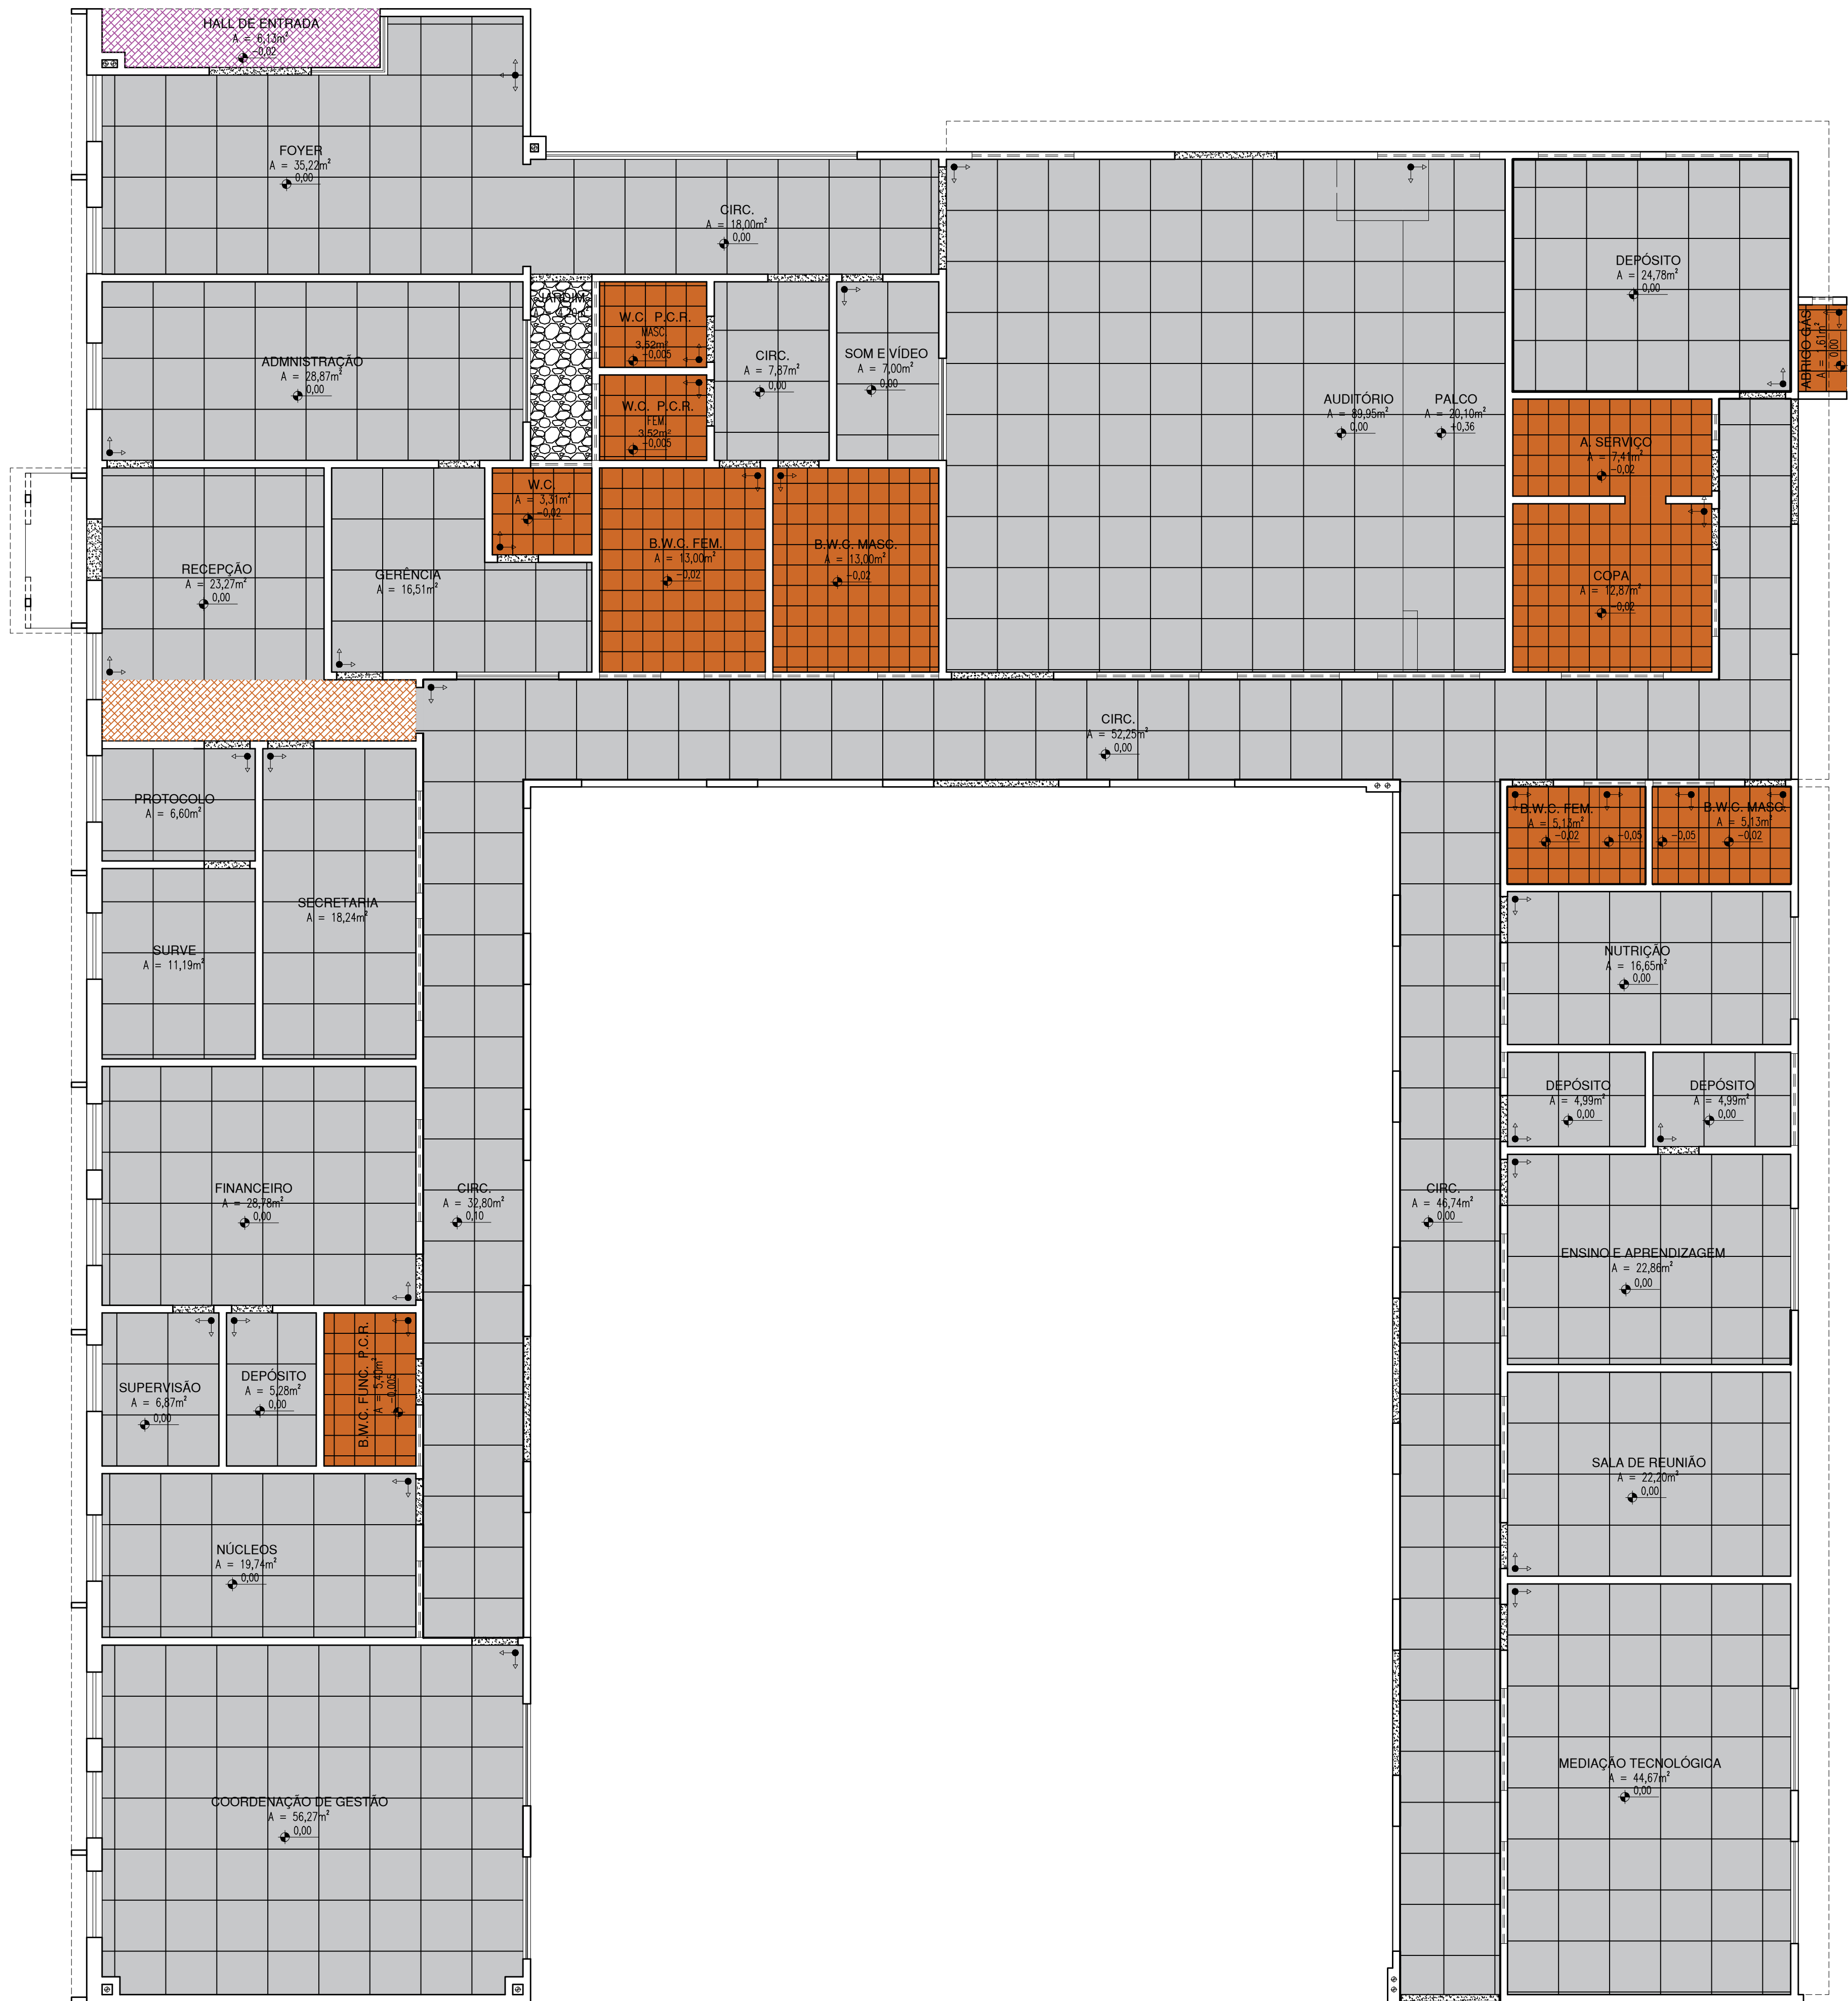 HALL DE ENTRADA
A = 6,13m²
-0,02
FOYER
A = 35,22m²
0,00
CIRC.
A = 18,00m²
0,00
DEPÓSITO
A = 24,78m²
0,00
JARDIM
ADMNISTRAÇÃO
A = 28,87m²
0,00
W.C. P.C.R.
MASC.
3,52m²
-0,005
W.C. P.C.R.
FEM.
3,52m²
-0,005
CIRC.
A = 7,87m²
0,00
SOM E VÍDEO
A = 7,00m²
0,00
AUDITÓRIO
A = 89,95m²
0,00
PALCO
A = 20,10m²
+0,36
ABRIGO GÁS
A = 1,61m²
0,00
A. SERVIÇO
A = 7,41m²
-0,02
W.C.
A = 3,31m²
-0,02
B.W.C. FEM.
A = 13,00m²
-0,02
B.W.C. MASC.
A = 13,00m²
-0,02
RECEPÇÃO
A = 23,27m²
0,00
GERÊNCIA
A = 16,51m²
COPA
A = 12,87m²
-0,02
CIRC.
A = 52,25m²
0,00
PROTOCOLO
A = 6,60m²
B.W.C. FEM.
A = 5,13m²
-0,02
-0,05
B.W.C. MASC.
A = 5,13m²
-0,05
-0,02
SECRETARIA
A = 18,24m²
SURVE
A = 11,19m²
NUTRIÇÃO
A = 16,65m²
0,00
DEPÓSITO
A = 4,99m²
0,00
DEPÓSITO
A = 4,99m²
0,00
FINANCEIRO
A = 28,78m²
0,00
CIRC.
A = 32,80m²
0,10
CIRC.
A = 46,74m²
0,00
ENSINO E APRENDIZAGEM
A = 22,86m²
0,00
SUPERVISÃO
A = 6,87m²
0,00
DEPÓSITO
A = 5,28m²
0,00
B.W.C. FUNC. P.C.R.
A = 5,40m²
-0,005
SALA DE REUNIÃO
A = 22,20m²
0,00
NÚCLEOS
A = 19,74m²
0,00
MEDIAÇÃO TECNOLÓGICA
A = 44,67m²
0,00
COORDENAÇÃO DE GESTÃO
A = 56,27m²
0,00